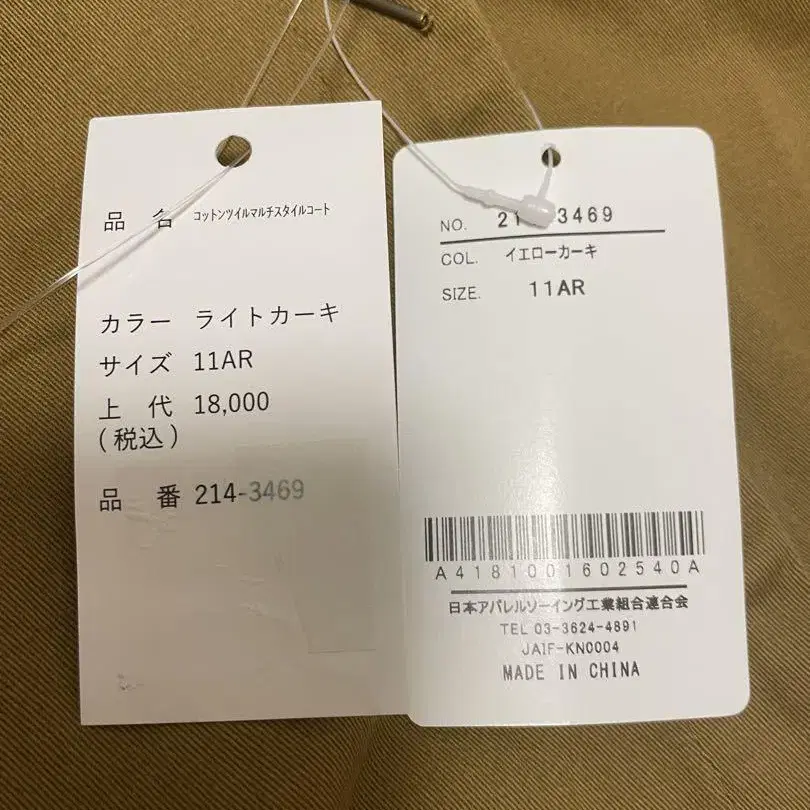 品名 コットンツイルマルチスタイルコート
カラー ライトカーキ
サイズ 11AR
上代 18,000
(税込)
品番 214-3469
NO. 21 3469
COL. イエローカーキ
SIZE. 11AR
A4181001602540A
日本アパレルソーイング工業組合連合会
TEL 03-3624-4891
JAIF-KN0004
MADE IN CHINA